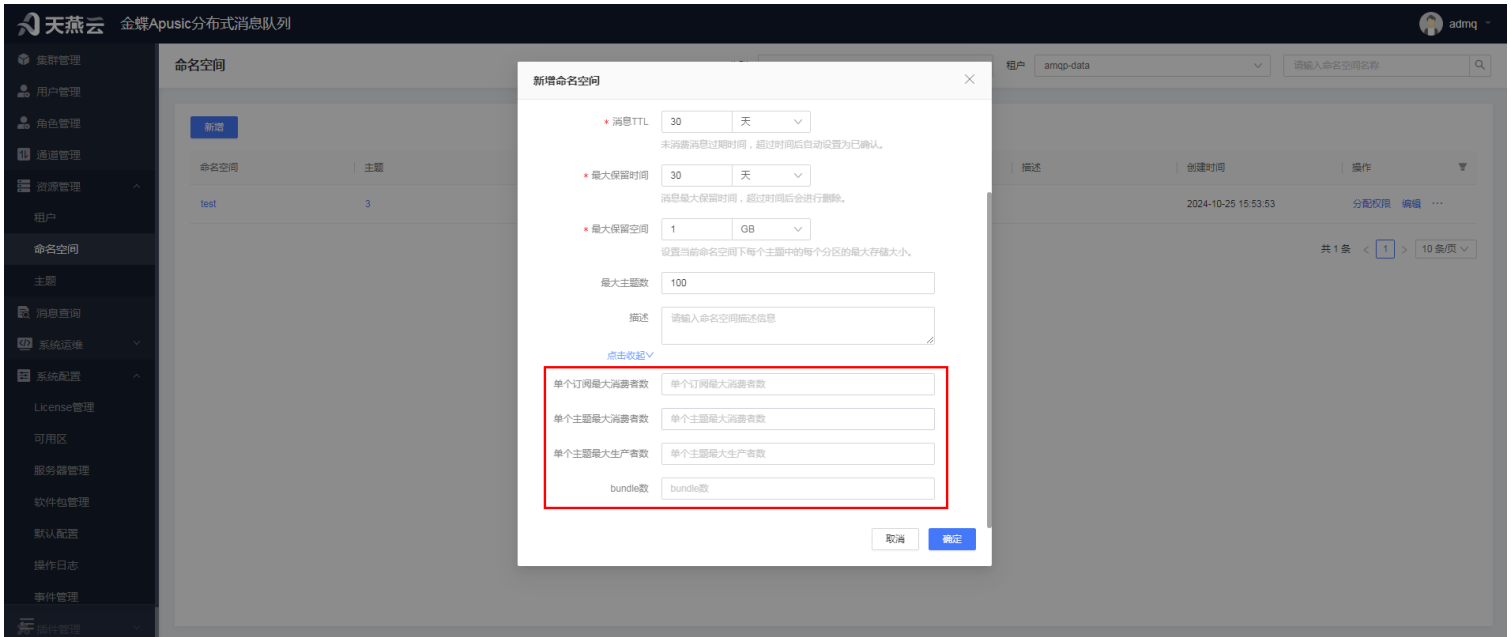 天燕云 金蝶Apusic分布式消息队列 admq
集群管理
用户管理
角色管理
通道管理
资源管理
租户
命名空间
主题
消息查询
系统运维
系统配置
License管理
可用区
服务器管理
软件包管理
默认配置
操作日志
事件管理
插件管理
命名空间 租户 amqp-data 请输入命名空间名称
新增
命名空间 主题 描述 创建时间 操作
test 3 2024-10-25 15:53:53 分配权限 编辑 ···
共 1 条 < 1 > 10 条/页
新增命名空间
* 消息TTL 30 天
未消费消息过期时间，超过时间后自动设置为已确认。
* 最大保留时间 30 天
消息最大保留时间，超过时间后会进行删除。
* 最大保留空间 1 GB
设置当前命名空间下每个主题中的每个分区的最大存储大小。
最大主题数 100
描述 请输入命名空间描述信息
点击收起
单个订阅最大消费者数 单个订阅最大消费者数
单个主题最大消费者数 单个主题最大消费者数
单个主题最大生产者数 单个主题最大生产者数
bundle数 bundle数
取消 确定